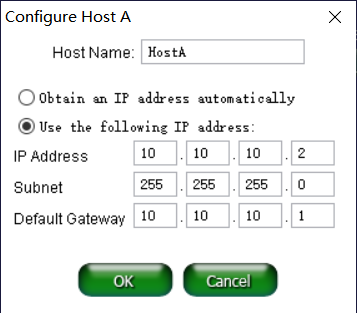 Configure Host A
Host Name: HostA
Obtain an IP address automatically
Use the following IP address:
IP Address 10 . 10 . 10 . 2
Subnet 255 . 255 . 255 . 0
Default Gateway 10 . 10 . 10 . 1
OK Cancel